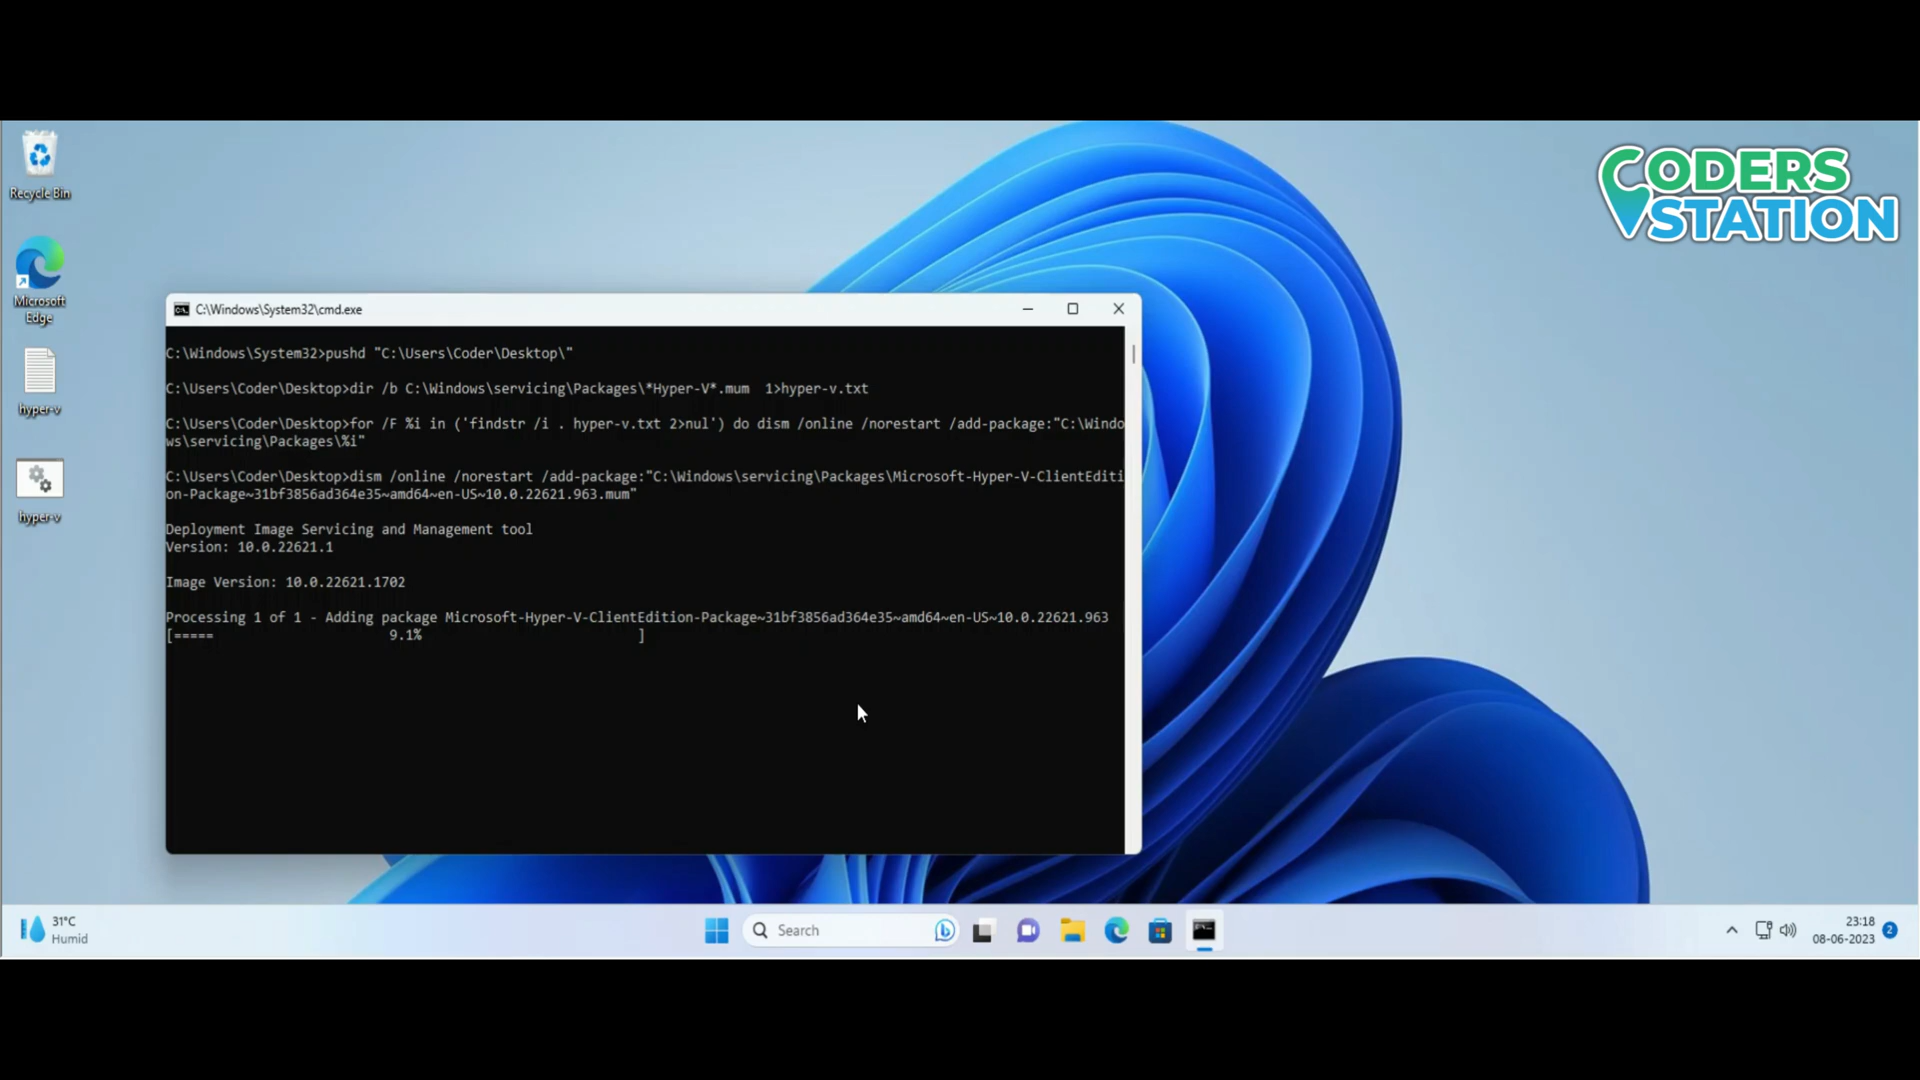 CODERS
STATION
Recycle Bin
Microsoft
Edge
hyper-v
hyper-v
C:\Windows\System32\cmd.exe
C:\Windows\System32>pushd "C:\Users\Coder\Desktop\"
C:\Users\Coder\Desktop>dir /b C:\Windows\servicing\Packages\*Hyper-V*.mum  1>hyper-v.txt
C:\Users\Coder\Desktop>for /F %i in ('findstr /i . hyper-v.txt 2>nul') do dism /online /norestart /add-package:"C:\Windo
ws\servicing\Packages\%i"
C:\Users\Coder\Desktop>dism /online /norestart /add-package:"C:\Windows\servicing\Packages\Microsoft-Hyper-V-ClientEditi
on-Package~31bf3856ad364e35~amd64~en-US~10.0.22621.963.mum"
Deployment Image Servicing and Management tool
Version: 10.0.22621.1
Image Version: 10.0.22621.1702
Processing 1 of 1 - Adding package Microsoft-Hyper-V-ClientEdition-Package~31bf3856ad364e35~amd64~en-US~10.0.22621.963
[===== 9.1% ]
31°C
Humid
Search
23:18
08-06-2023
2